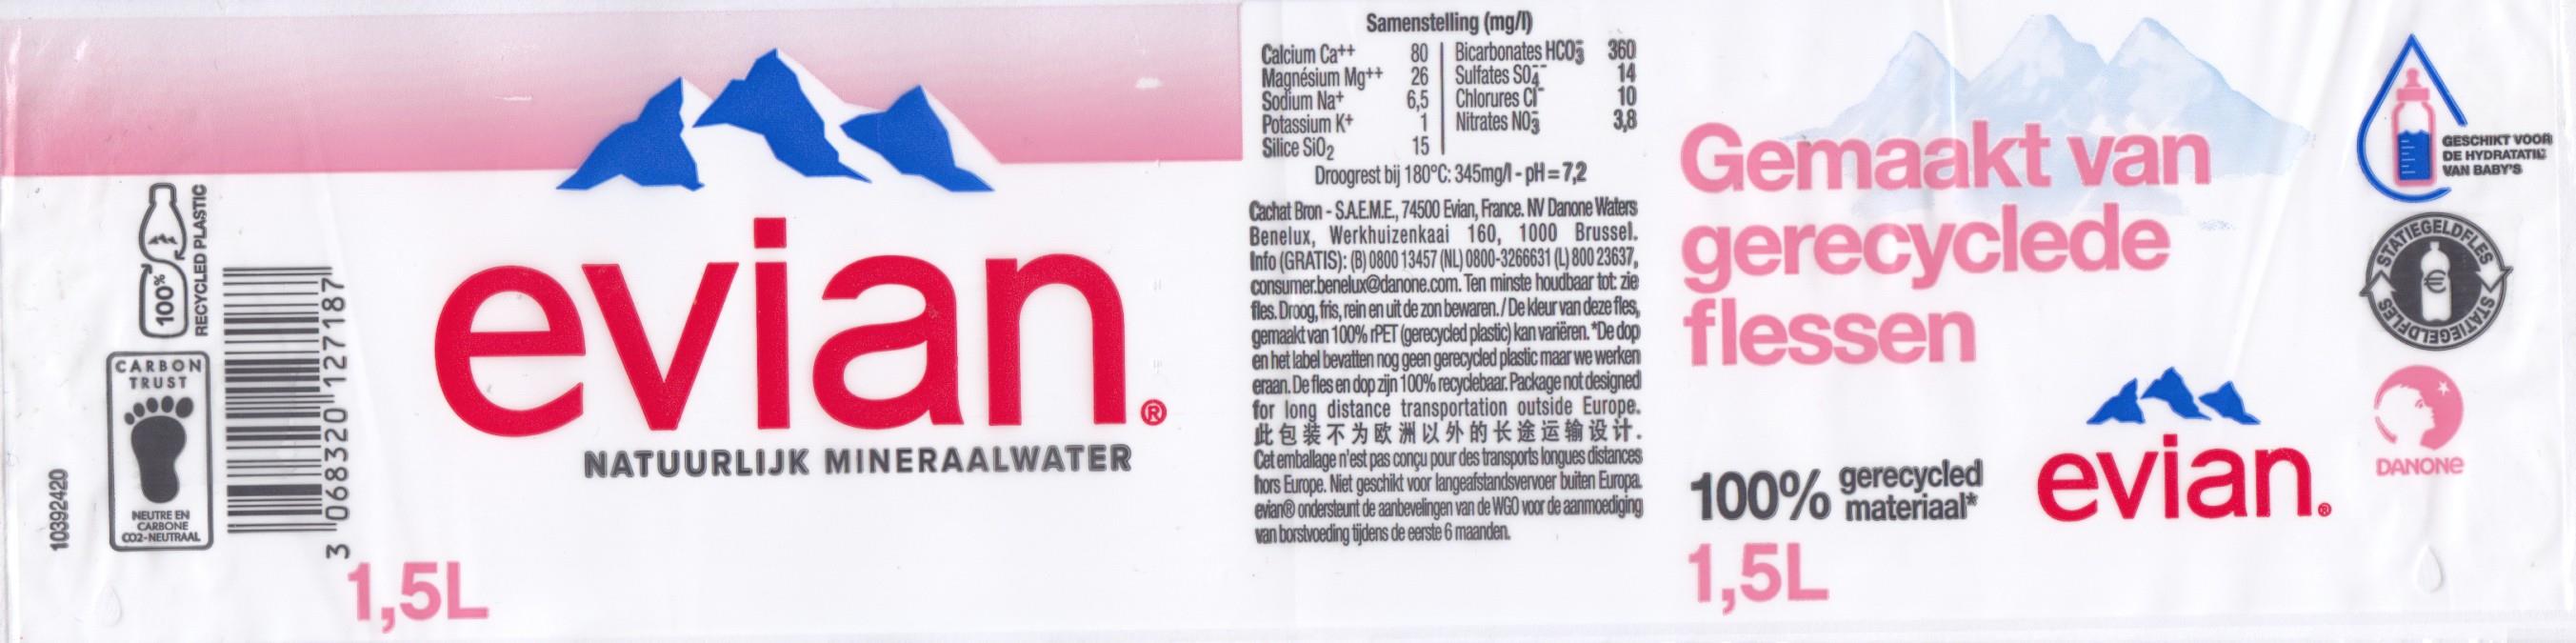 100%
RECYCLED PLASTIC
CARBON
TRUST
NEUTRE EN
CARBONE
CO2-NEUTRAAL
10392420
3 068320 127187
1,5L
evian®
NATUURLIJK MINERAALWATER
Samenstelling (mg/l)
Calcium Ca++ 80 Bicarbonates HCO3- 360
Magnésium Mg++ 26 Sulfates SO4-- 14
Sodium Na+ 6,5 Chlorures Cl- 10
Potassium K+ 1 Nitrates NO3- 3,8
Silice SiO2 15
Droogrest bij 180°C: 345mg/l - pH = 7,2
Cachat Bron - S.A.E.M.E., 74500 Evian, France. NV Danone Waters
Benelux, Werkhuizenkaai 160, 1000 Brussel.
Info (GRATIS): (B) 0800 13457 (NL) 0800-3266631 (L) 800 23637,
consumer.benelux@danone.com. Ten minste houdbaar tot: zie
fles. Droog, fris, rein en uit de zon bewaren. / De kleur van deze fles,
gemaakt van 100% rPET (gerecycled plastic) kan variëren. *De dop
en het label bevatten nog geen gerecycled plastic maar we werken
eraan. De fles en dop zijn 100% recyclebaar. Package not designed
for long distance transportation outside Europe.
此包装不为欧洲以外的长途运输设计.
Cet emballage n'est pas conçu pour des transports longues distances
hors Europe. Niet geschikt voor langeafstandsvervoer buiten Europa.
evian® ondersteunt de aanbevelingen van de WGO voor de aanmoediging
van borstvoeding tijdens de eerste 6 maanden.
Gemaakt van
gerecyclede
flessen
100% gerecycled
materiaal*
1,5L
evian®
GESCHIKT VOOR
DE HYDRATATIE
VAN BABY'S
STATIEGELDFLES
€
STATIEGELDFLES
DANONE